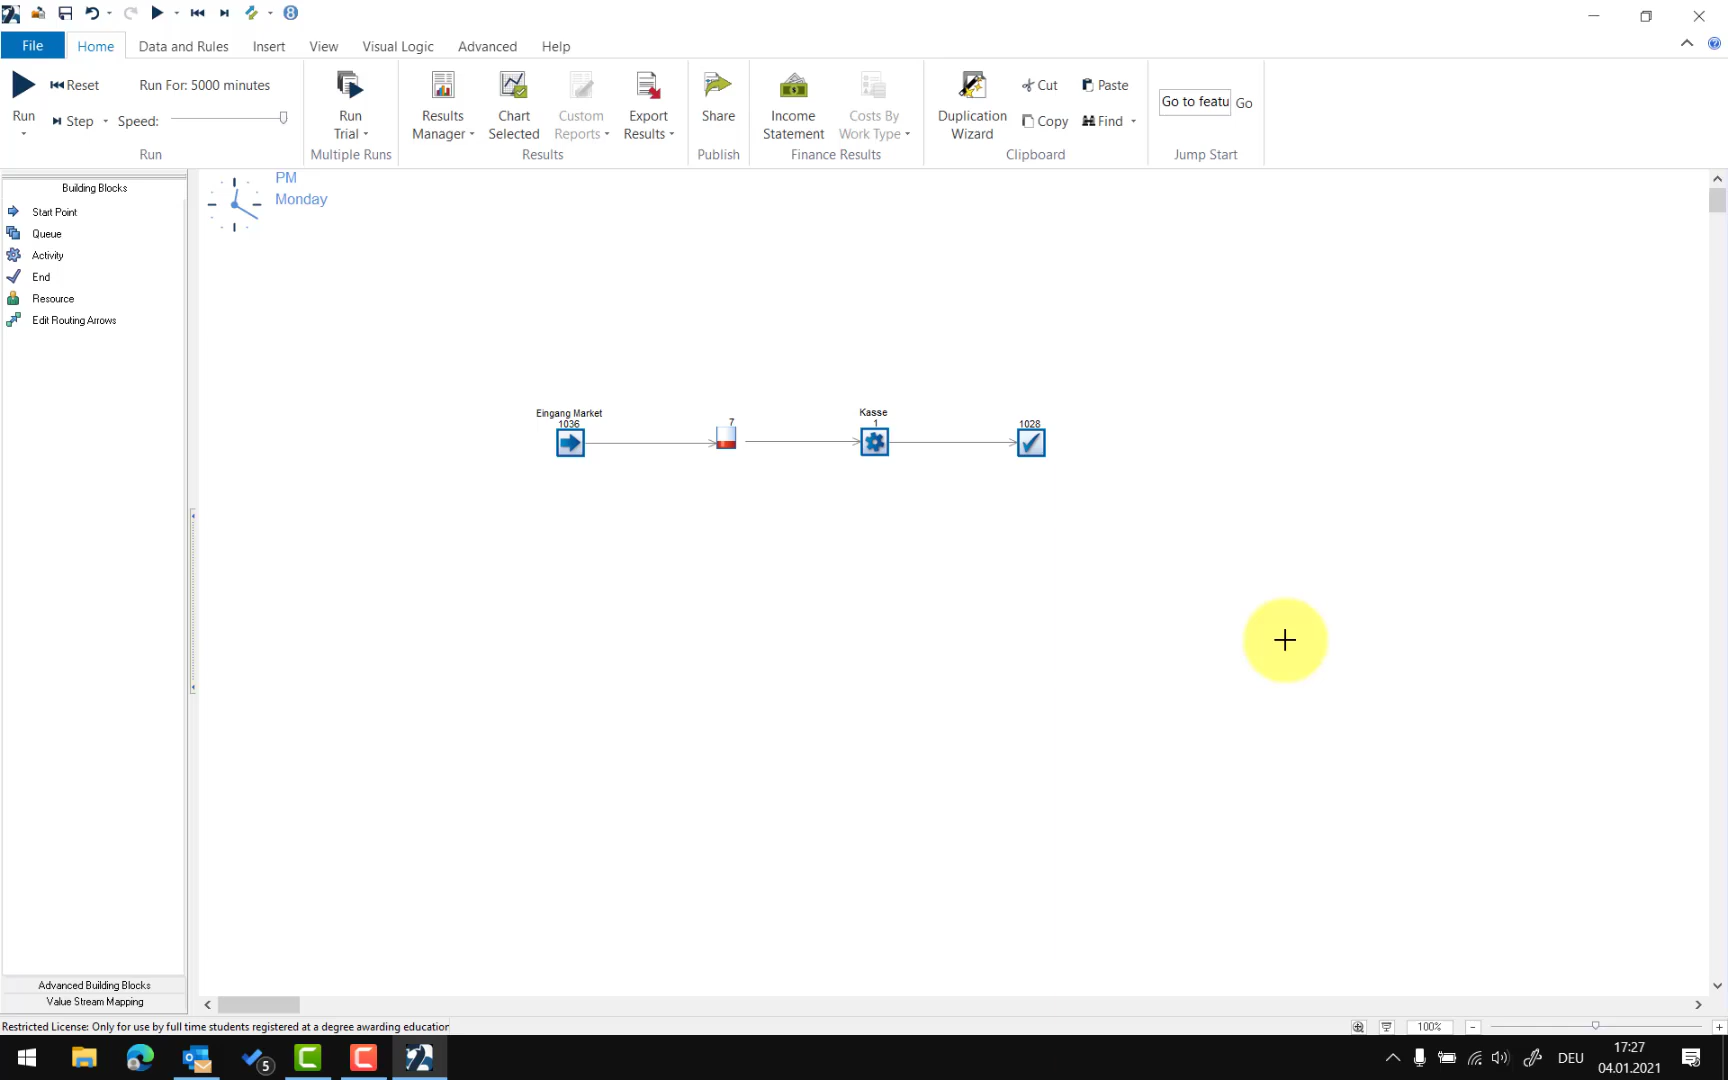 File Home Data and Rules Insert View Visual Logic Advanced Help
Run
Reset
Run For: 5000 minutes
Step
Speed:
Run
Run
Trial
Multiple Runs
Results
Manager
Chart
Selected
Custom
Reports
Export
Results
Results
Share
Publish
Income
Statement
Costs By
Work Type
Finance Results
Duplication
Wizard
Cut
Copy
Paste
Find
Clipboard
Go to featu
Go
Jump Start
Building Blocks
Start Point
Queue
Activity
End
Resource
Edit Routing Arrows
Advanced Building Blocks
Value Stream Mapping
PM
Monday
Eingang Market
1036
7
Kasse
1
1028
Restricted License: Only for use by full time students registered at a degree awarding education
100%
5
DEU
17:27
04.01.2021